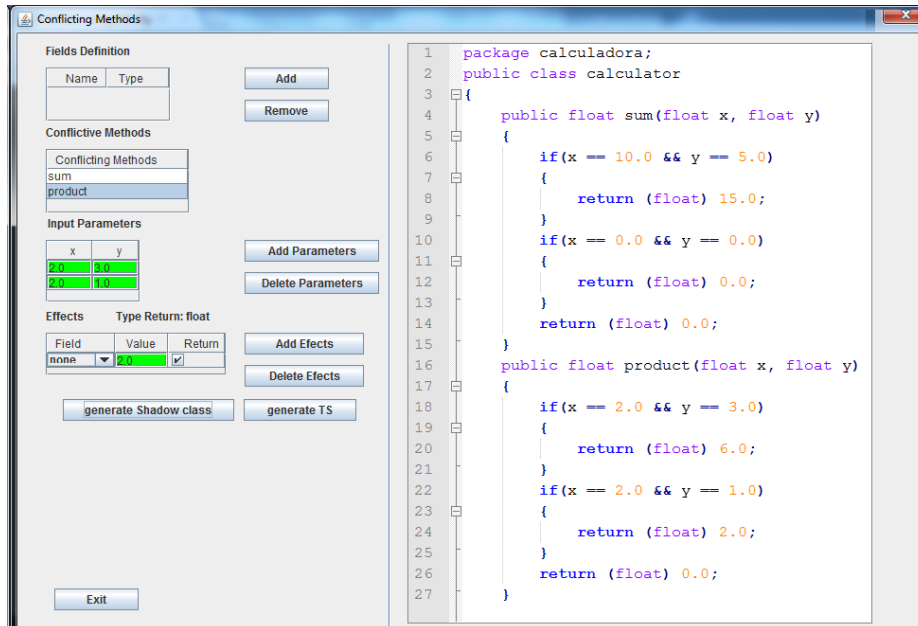 Conflicting Methods
Fields Definition
Name Type
Add
Remove
Conflictive Methods
Conflicting Methods
sum
product
Input Parameters
x y
2.0 3.0
2.0 1.0
Add Parameters
Delete Parameters
Effects Type Return: float
Field Value Return
none 2.0
Add Efects
Delete Efects
generate Shadow class generate TS
Exit
1 package calculadora;
2 public class calculator
3 {
4 public float sum(float x, float y)
5 {
6 if(x == 10.0 && y == 5.0)
7 {
8 return (float) 15.0;
9 }
10 if(x == 0.0 && y == 0.0)
11 {
12 return (float) 0.0;
13 }
14 return (float) 0.0;
15 }
16 public float product(float x, float y)
17 {
18 if(x == 2.0 && y == 3.0)
19 {
20 return (float) 6.0;
21 }
22 if(x == 2.0 && y == 1.0)
23 {
24 return (float) 2.0;
25 }
26 return (float) 0.0;
27 }